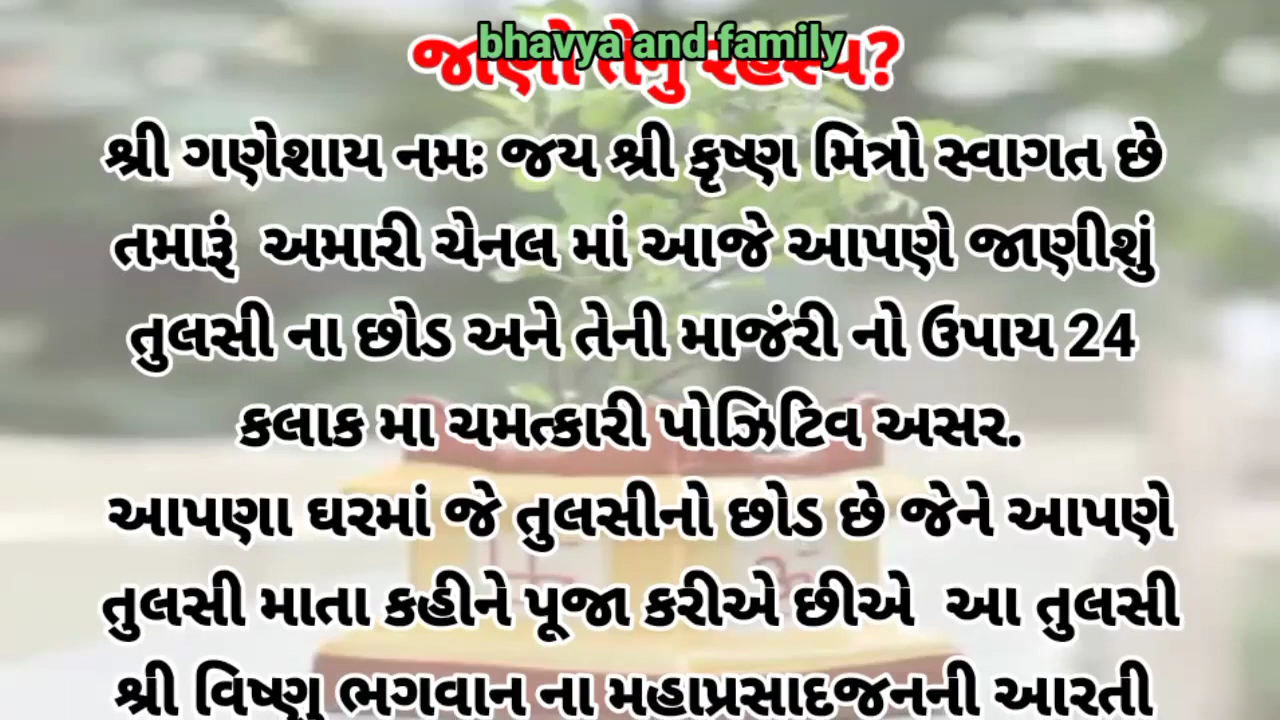 bhavya and family
જાણો તેનું રહસ્ય?
શ્રી ગણેશાય નમઃ જય શ્રી કૃષ્ણ મિત્રો સ્વાગત છે
તમારૂં અમારી ચેનલ માં આજે આપણે જાણીશું
તુલસી ના છોડ અને તેની માજંરી નો ઉપાય 24
કલાક મા ચમત્કારી પોઝિટિવ અસર.
આપણા ઘરમાં જે તુલસીનો છોડ છે જેને આપણે
તુલસી માતા કહીને પૂજા કરીએ છીએ આ તુલસી
શ્રી વિષ્ણુ ભગવાન ના મહાપ્રસાદજનની આરતી